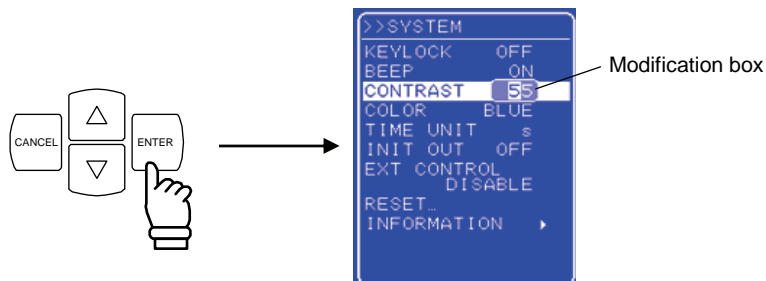 CANCEL
ENTER
>>SYSTEM
KEYLOCK OFF
BEEP ON
CONTRAST 55
COLOR BLUE
TIME UNIT s
INIT OUT OFF
EXT CONTROL
DISABLE
RESET…
INFORMATION
Modification box